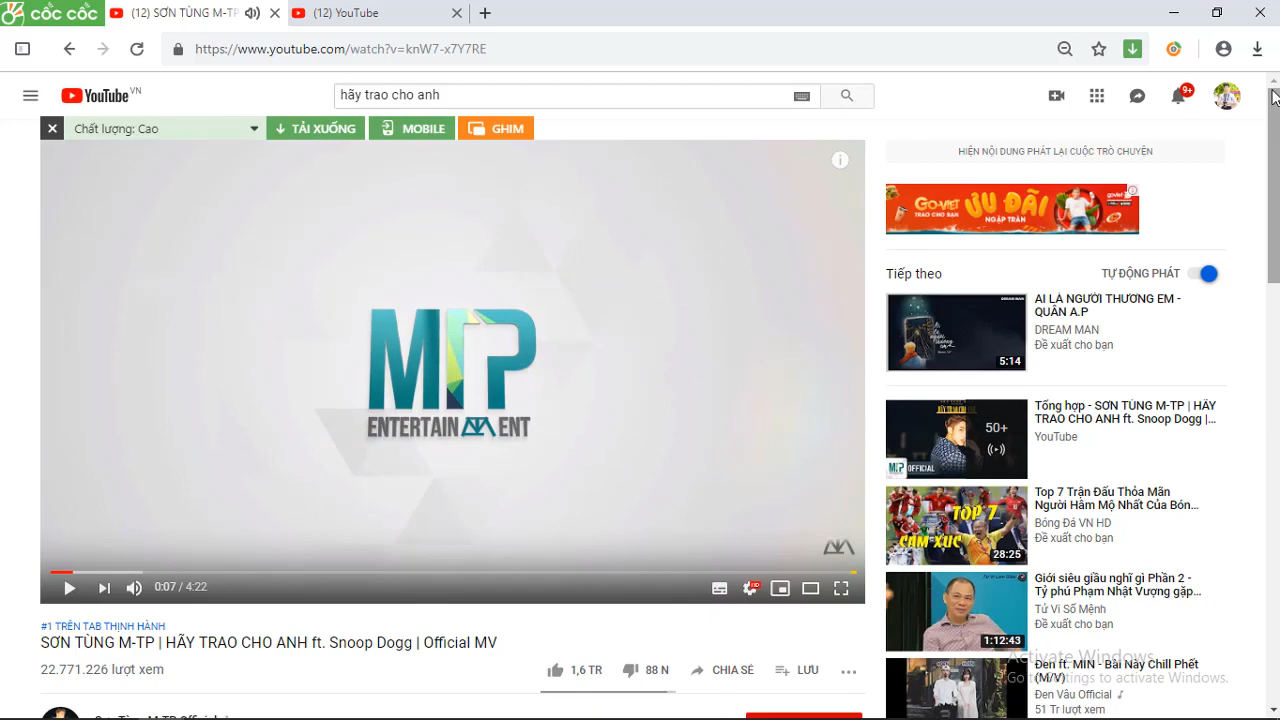 cốc cốc
(12) SƠN TÙNG M-TP
(12) YouTube
https://www.youtube.com/watch?v=knW7-x7Y7RE
YouTube VN
hãy trao cho anh
9+
Chất lượng: Cao
TẢI XUỐNG
MOBILE
GHIM
MTP
ENTERTAINMENT
0:07 / 4:22
HD
#1 TRÊN TAB THỊNH HÀNH
SƠN TÙNG M-TP | HÃY TRAO CHO ANH ft. Snoop Dogg | Official MV
22.771.226 lượt xem
1,6 TR
88 N
CHIA SẺ
LƯU
HIỆN NỘI DUNG PHÁT LẠI CUỘC TRÒ CHUYỆN
GO-VIET
TRAO CHO BẠN
ƯU ĐÃI
NGẬP TRÀN
goviet
Tiếp theo
TỰ ĐỘNG PHÁT
DREAM MAN
5:14
AI LÀ NGƯỜI THƯƠNG EM -
QUÂN A.P
DREAM MAN
Đề xuất cho bạn
50+
MTP OFFICIAL
Tổng hợp - SƠN TÙNG M-TP | HÃY
TRAO CHO ANH ft. Snoop Dogg |...
YouTube
TOP 7
CẢM XÚC
28:25
Top 7 Trận Đấu Thỏa Mãn
Người Hâm Mộ Nhất Của Bón...
Bóng Đá VN HD
Đề xuất cho bạn
1:12:43
Giới siêu giầu nghĩ gì Phần 2 -
Tỷ phú Phạm Nhật Vượng gặp...
Tử Vi Số Mệnh
Đề xuất cho bạn
Đen ft. MIN - Bài Này Chill Phết
(M/V)
Đen Vâu Official
51 Tr lượt xem
Activate Windows
Go to Settings to activate Windows.